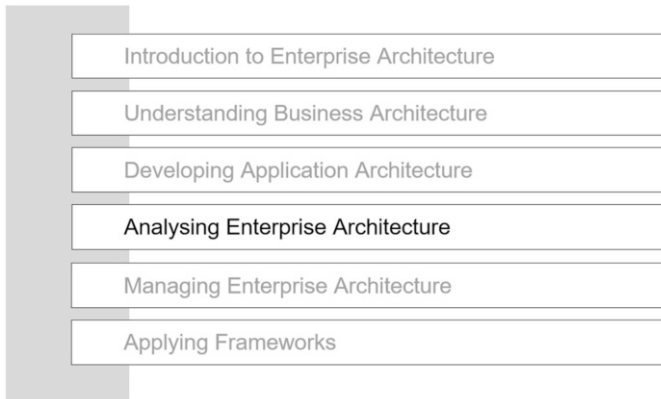 Introduction to Enterprise Architecture
Understanding Business Architecture
Developing Application Architecture
Analysing Enterprise Architecture
Managing Enterprise Architecture
Applying Frameworks